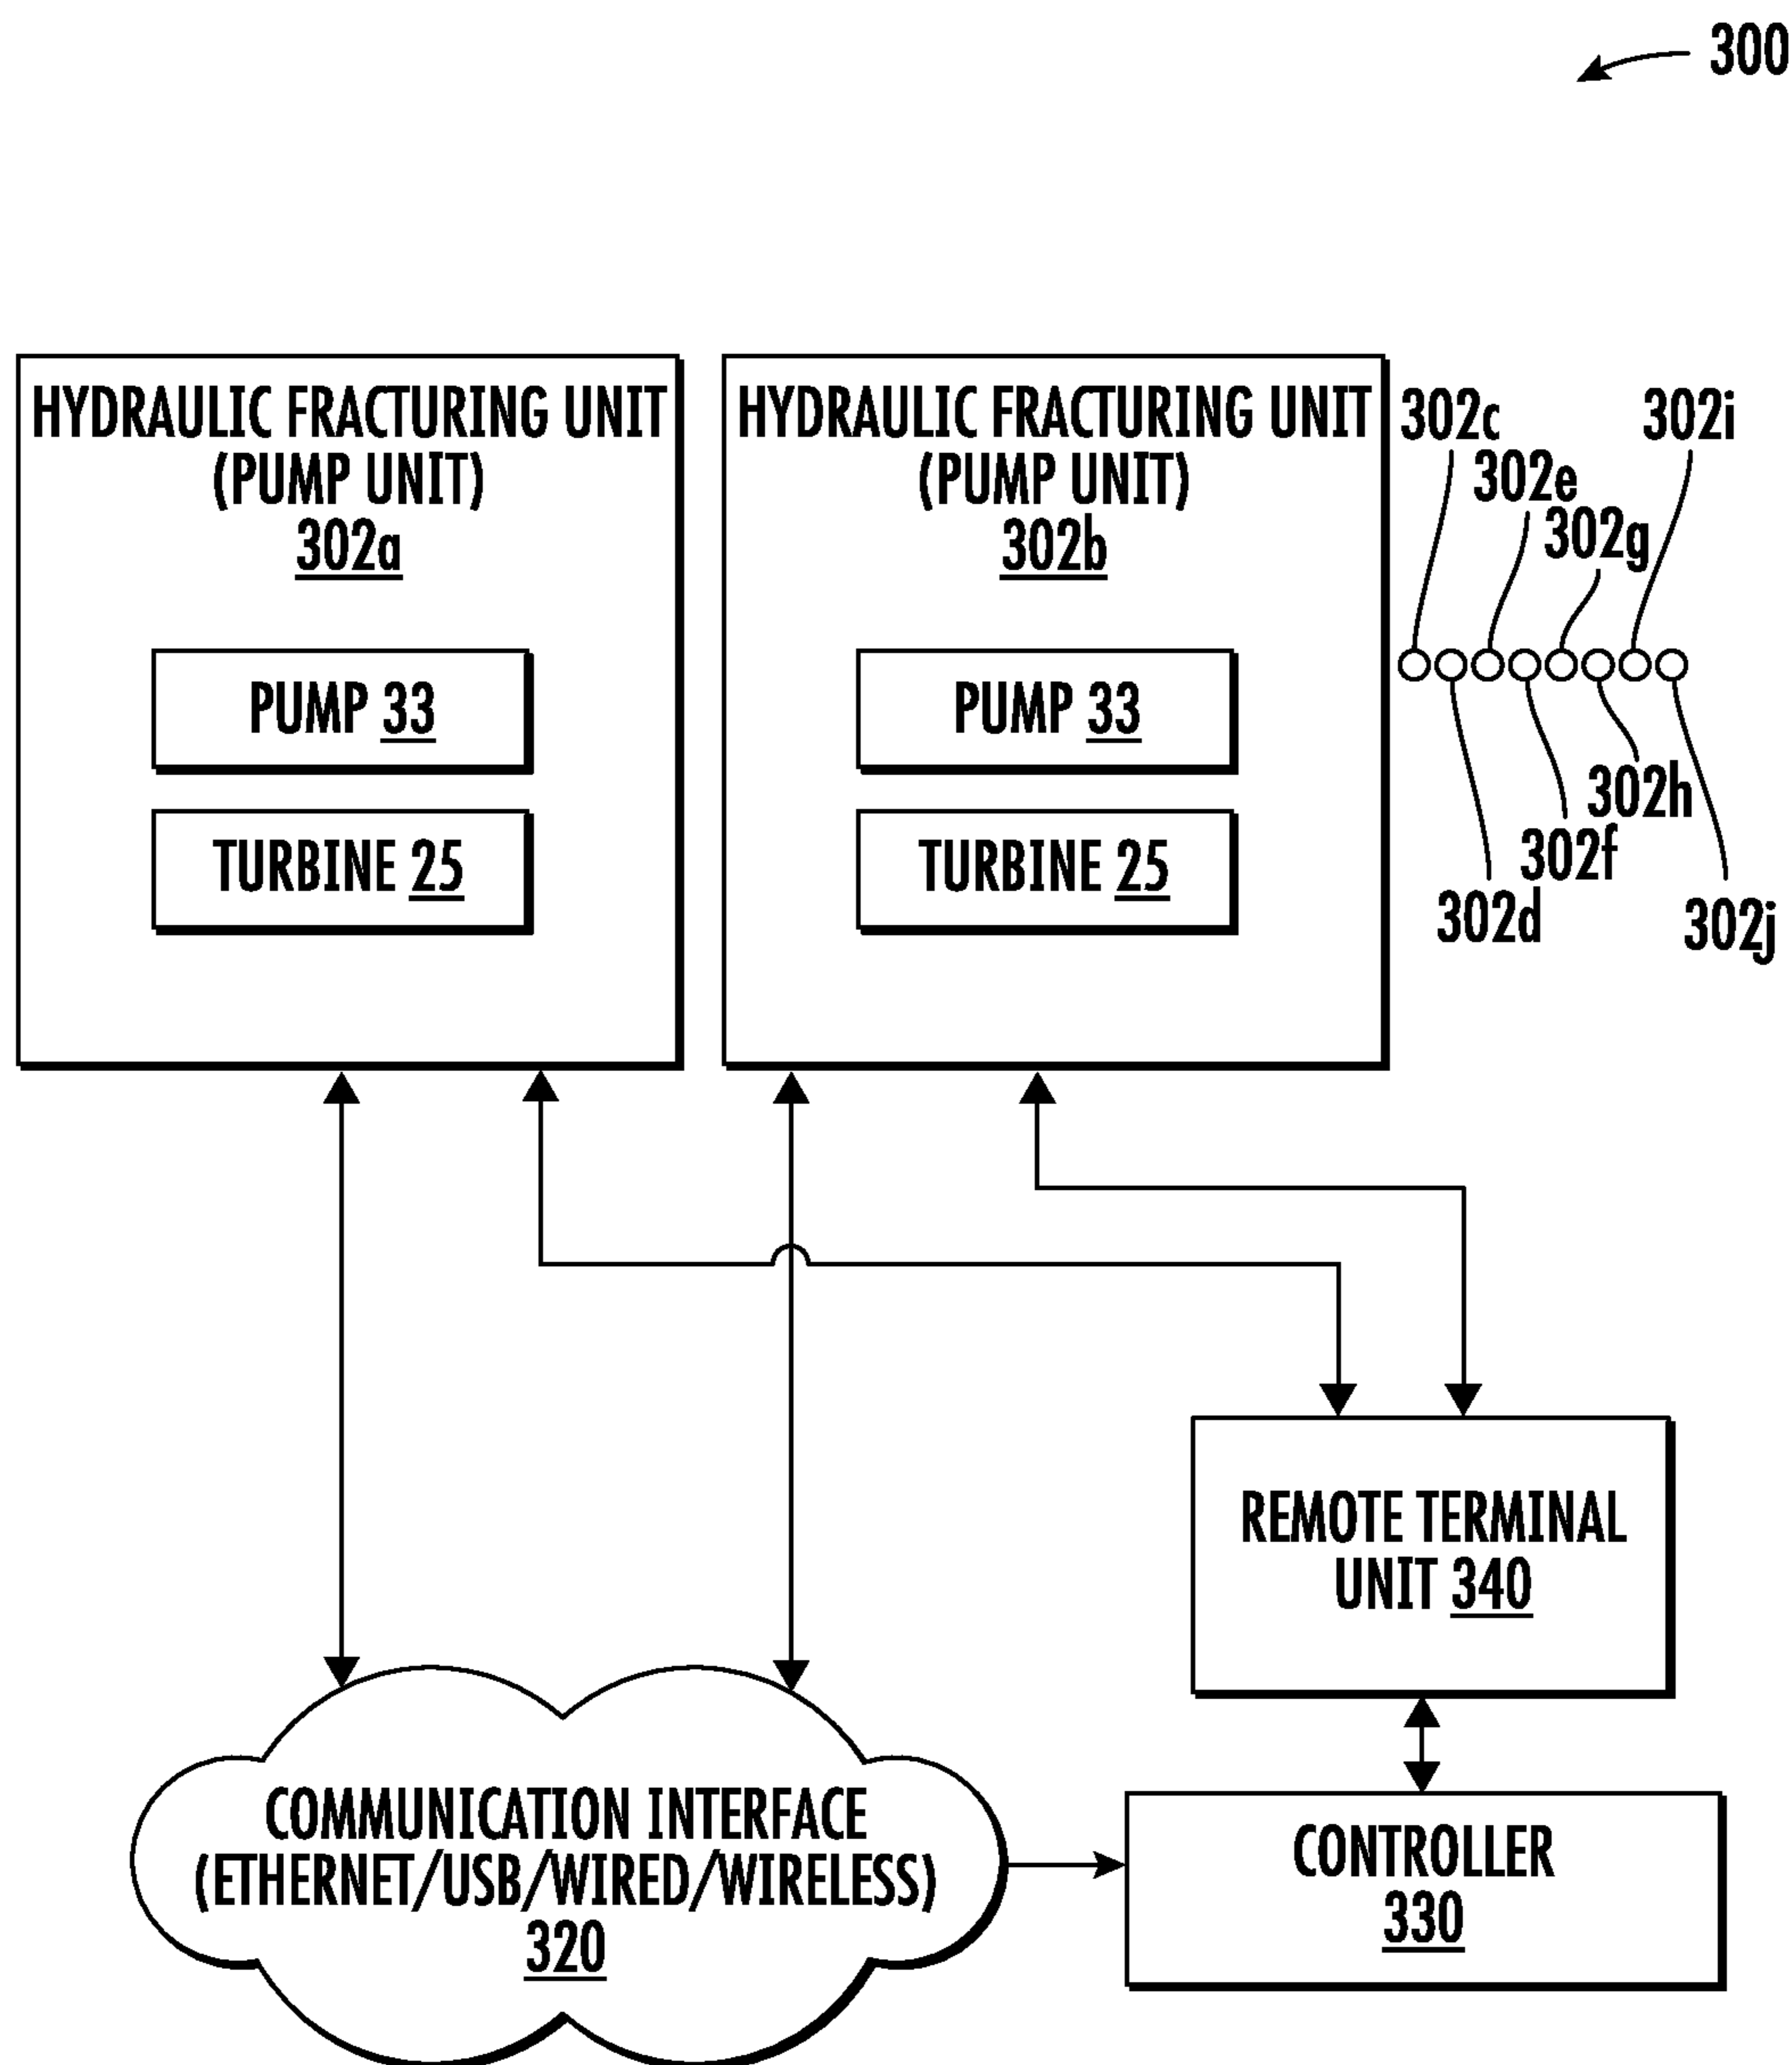 300
HYDRAULIC FRACTURING UNIT
(PUMP UNIT)
302a
PUMP 33
TURBINE 25
HYDRAULIC FRACTURING UNIT
(PUMP UNIT)
302b
PUMP 33
TURBINE 25
302c
302i
302e
302g
302h
302f
302d
302j
REMOTE TERMINAL
UNIT 340
COMMUNICATION INTERFACE
(ETHERNET/USB/WIRED/WIRELESS)
320
CONTROLLER
330